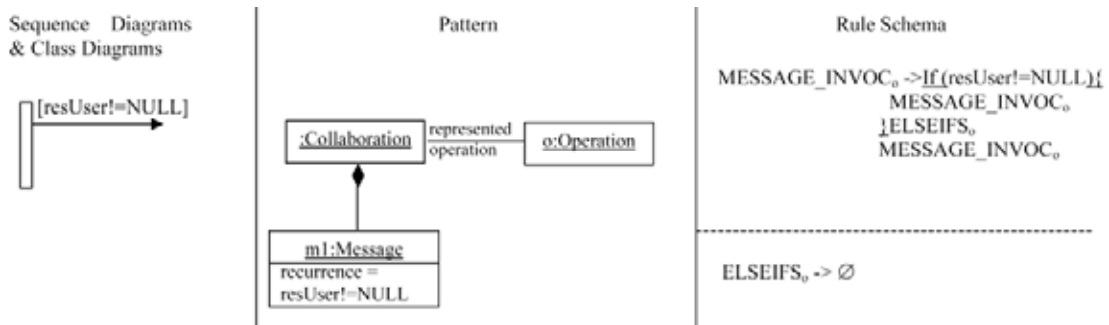 Sequence Diagrams
& Class Diagrams
[resUser!=NULL]
Pattern
:Collaboration
represented
operation
o:Operation
m1:Message
recurrence =
resUser!=NULL
Rule Schema
MESSAGE_INVOCₒ ->If (resUser!=NULL){
MESSAGE_INVOCₒ
}ELSEIFSₒ
MESSAGE_INVOCₒ
ELSEIFSₒ -> ∅